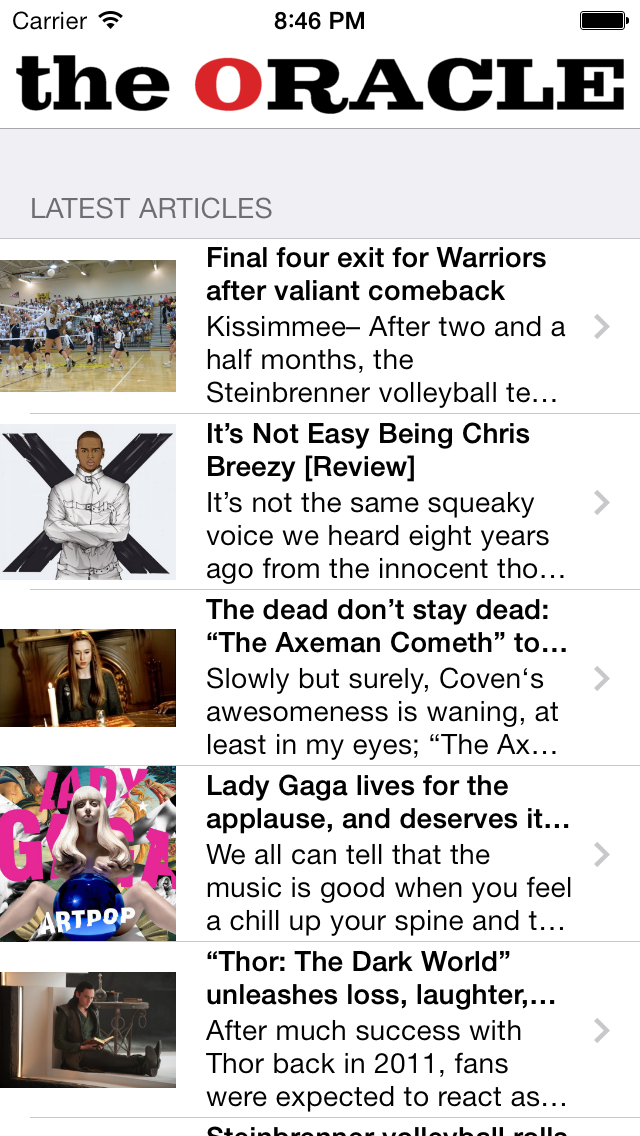 Carrier 8:46 PM
the ORACLE
LATEST ARTICLES
Final four exit for Warriors
after valiant comeback
Kissimmee– After two and a
half months, the
Steinbrenner volleyball te…
It’s Not Easy Being Chris
Breezy [Review]
It’s not the same squeaky
voice we heard eight years
ago from the innocent tho…
The dead don’t stay dead:
“The Axeman Cometh” to…
Slowly but surely, Coven‘s
awesomeness is waning, at
least in my eyes; “The Ax…
LADY
GAGA
ARTPOP
Lady Gaga lives for the
applause, and deserves it…
We all can tell that the
music is good when you feel
a chill up your spine and t…
“Thor: The Dark World”
unleashes loss, laughter,…
After much success with
Thor back in 2011, fans
were expected to react as…
Steinbrenner volleyball rolls